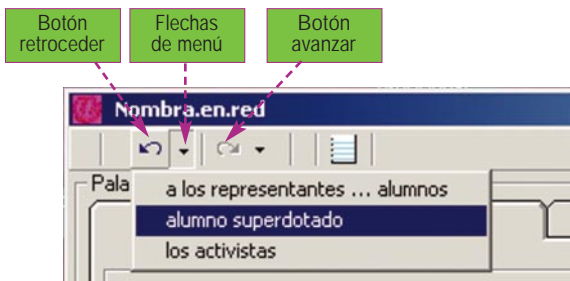 Botón
retroceder
Flechas
de menú
Botón
avanzar
Nombra.en.red
Pala
a los representantes ... alumnos
alumno superdotado
los activistas